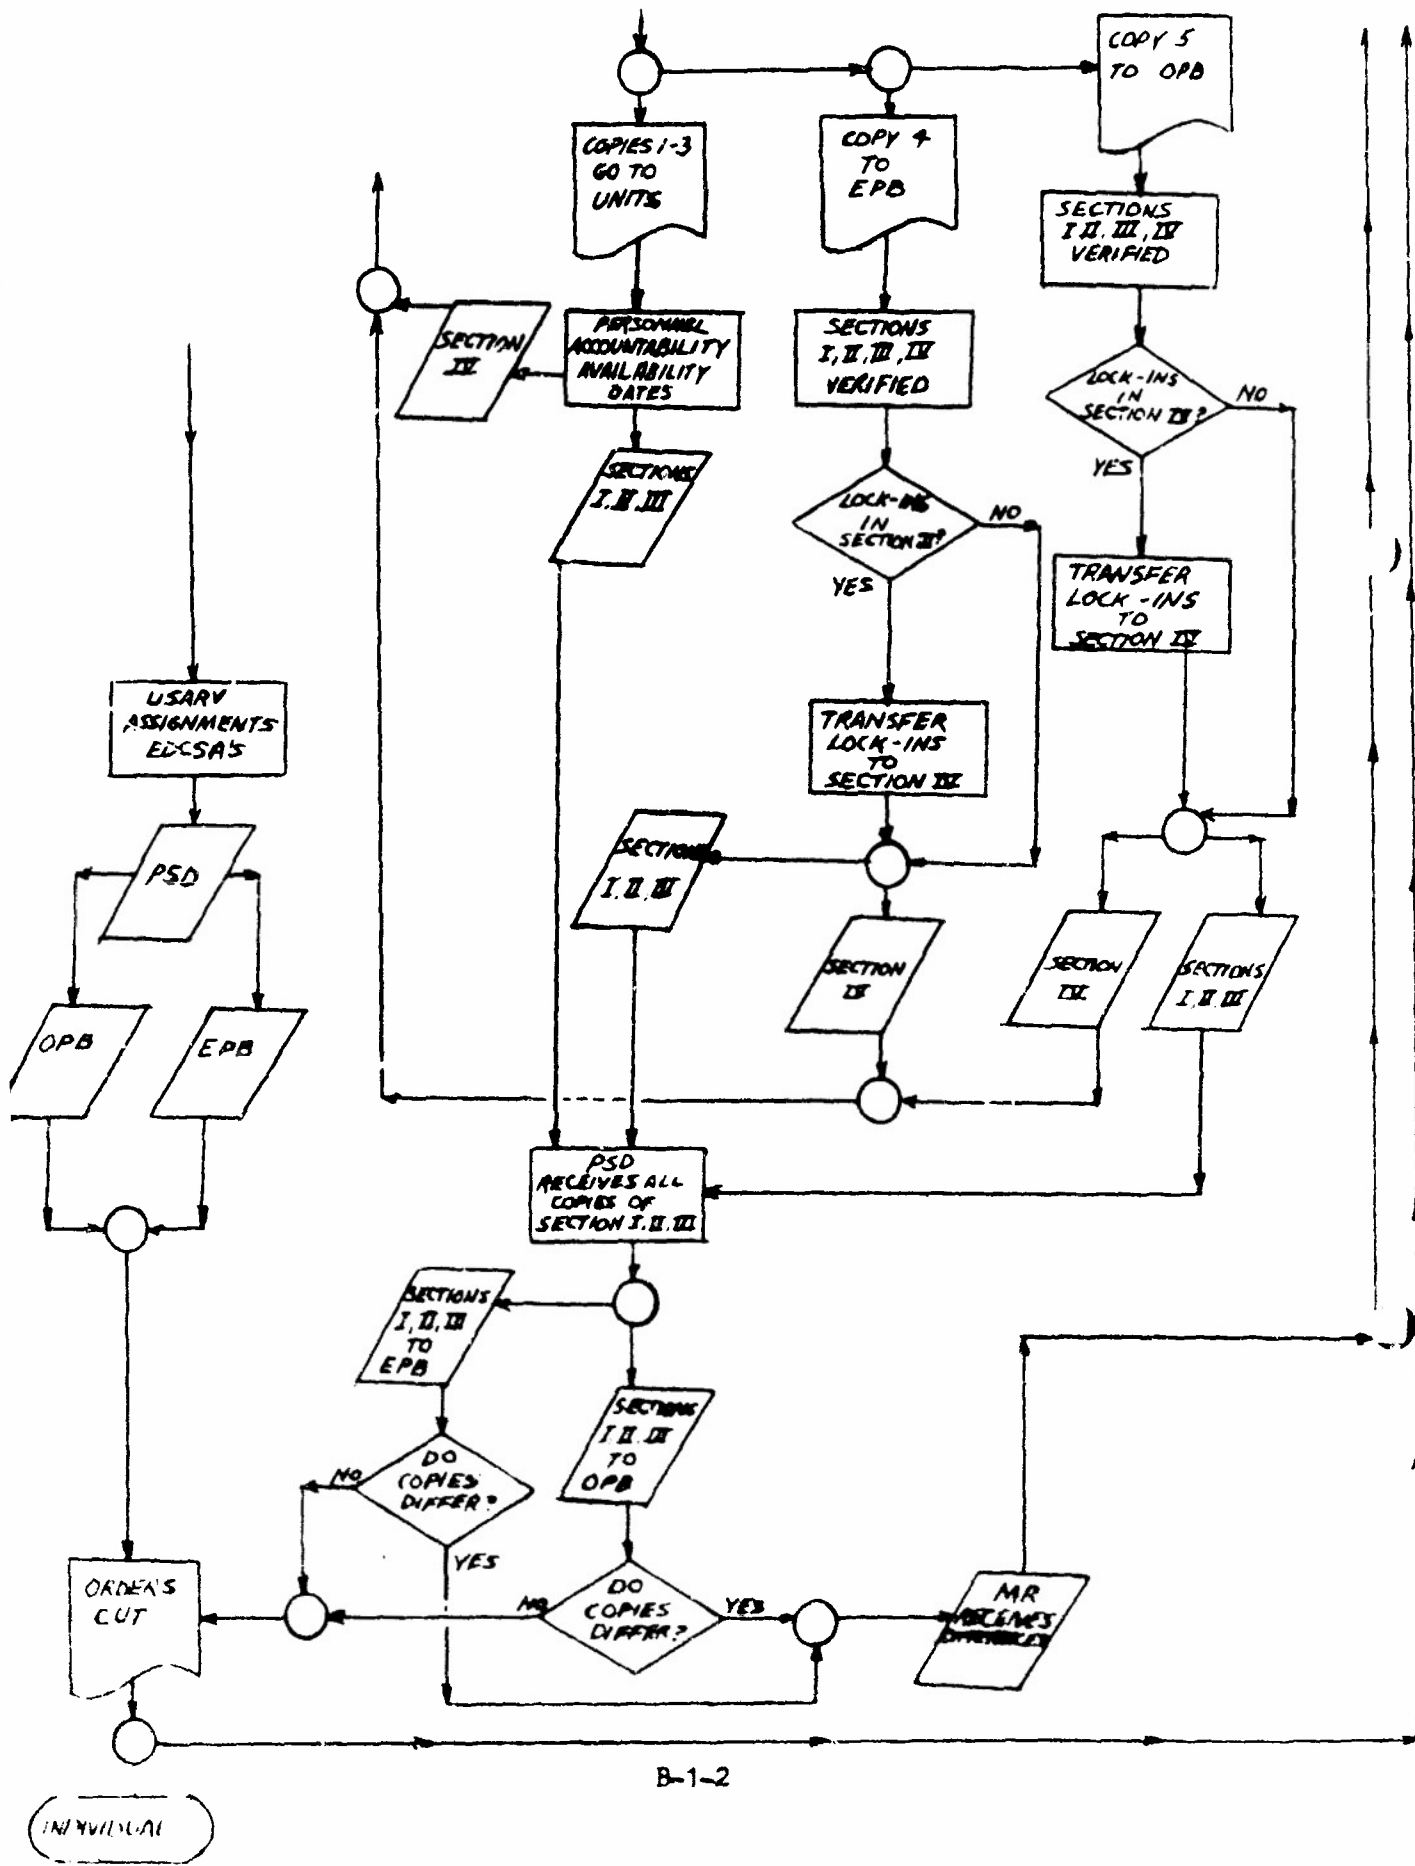 COPY 5
TO OPB
COPIES 1-3
GO TO
UNITS
COPY 4
TO
EPB
SECTIONS
I II. III, IV
VERIFIED
SECTION
IV
PERSONNEL
ACCOUNTABILITY
AVAILABILITY
DATES
SECTIONS
I, II, III, IV
VERIFIED
LOCK-INS
IN
SECTION III?
NO
YES
SECTIONS
I, II, III
LOCK-INS
IN
SECTION II?
NO
YES
TRANSFER
LOCK-INS
TO
SECTION IV
USARV
ASSIGNMENTS
EDCSA'S
TRANSFER
LOCK-INS
TO
SECTION IV
PSD
SECTIONS
I, II, III
SECTION
IV
SECTION
IV
SECTIONS
I, II, III
OPB
EPB
PSD
RECEIVES ALL
COPIES OF
SECTION I, II, III
SECTIONS
I, II, III
TO
EPB
SECTIONS
I. II. III
TO
OPB
DO
COPIES
DIFFER?
NO
YES
DO
COPIES
DIFFER?
NO
YES
ORDERS
CUT
MR
RECEIVES
B-1-2
INDIVIDUAL